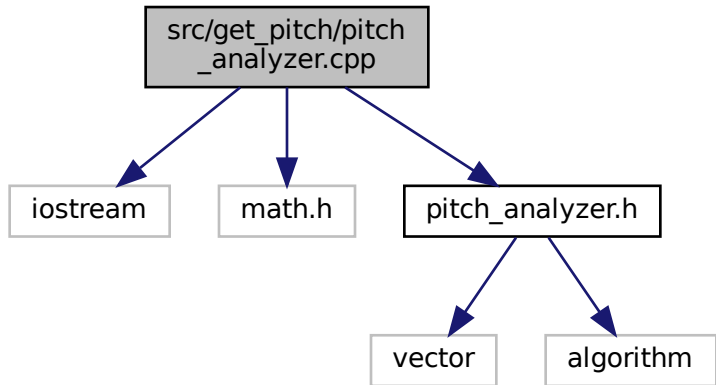 src/get_pitch/pitch
_analyzer.cpp
iostream
math.h
pitch_analyzer.h
vector
algorithm